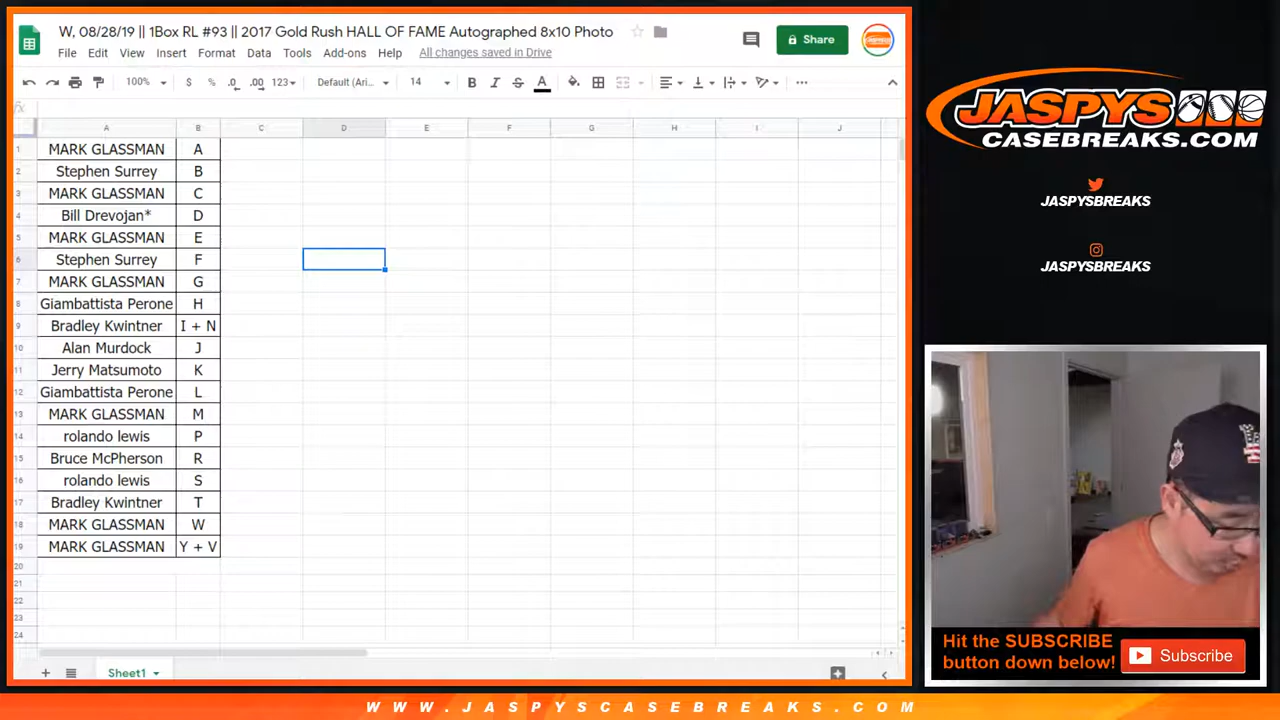 W, 08/28/19 || 1Box RL #93 || 2017 Gold Rush HALL OF FAME Autographed 8x10 Photo
File Edit View Insert Format Data Tools Add-ons Help All changes saved in Drive
Share
100% $ % .0 .00 123 Default (Ari... 14 B I S A ...
fx
A B C D E F G H I J
1 MARK GLASSMAN A
2 Stephen Surrey B
3 MARK GLASSMAN C
4 Bill Drevojan* D
5 MARK GLASSMAN E
6 Stephen Surrey F
7 MARK GLASSMAN G
8 Giambattista Perone H
9 Bradley Kwintner I + N
10 Alan Murdock J
11 Jerry Matsumoto K
12 Giambattista Perone L
13 MARK GLASSMAN M
14 rolando lewis P
15 Bruce McPherson R
16 rolando lewis S
17 Bradley Kwintner T
18 MARK GLASSMAN W
19 MARK GLASSMAN Y + V
20
21
22
23
24
Sheet1
JASPYS
CASEBREAKS.COM
JASPYSBREAKS
JASPYSBREAKS
Hit the SUBSCRIBE
button down below!
Subscribe
WWW.JASPYSCASEBREAKS.COM